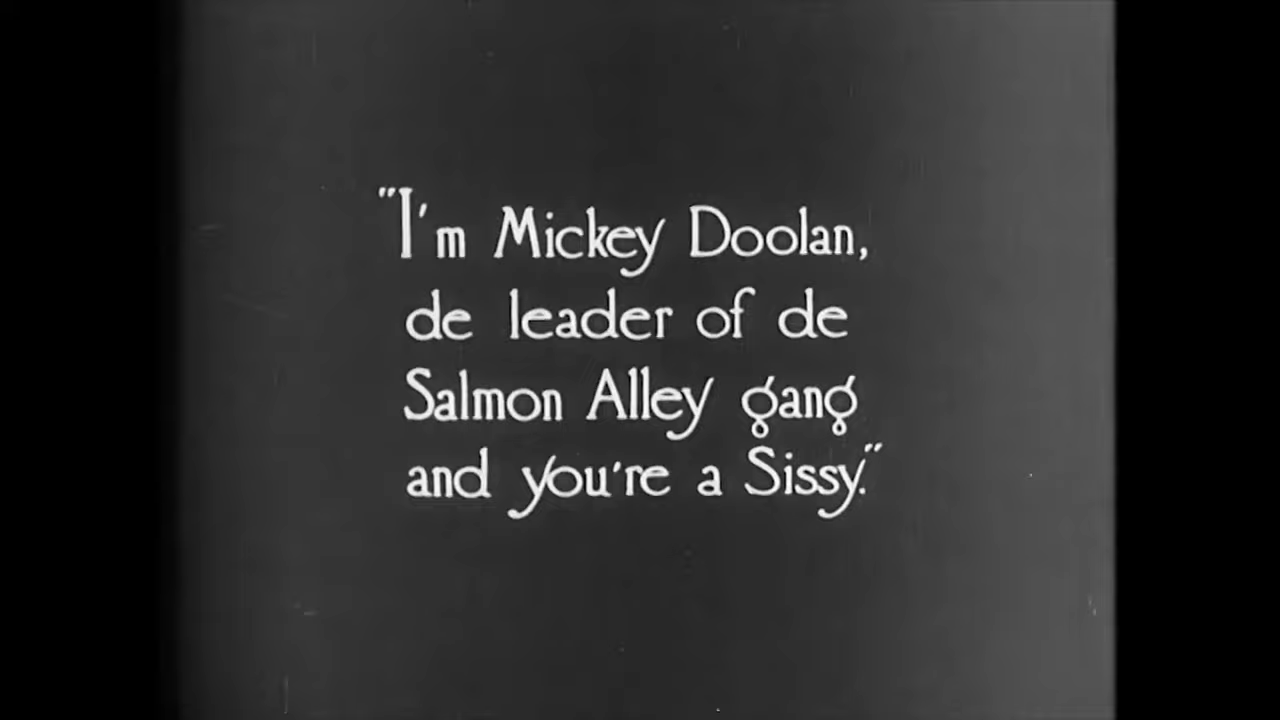 "I'm Mickey Doolan,
de leader of de
Salmon Alley gang
and you're a Sissy."